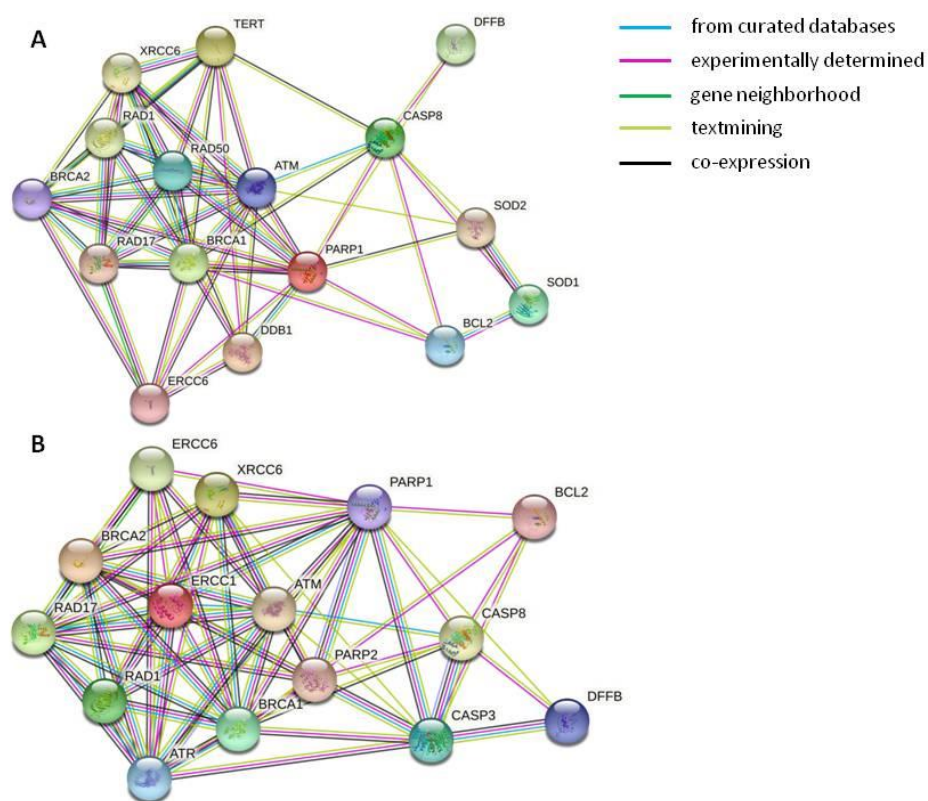 A
TERT
DFFB
from curated databases
XRCC6
experimentally determined
gene neighborhood
CASP8
textmining
RAD1
co-expression
RAD50
ATM
BRCA2
SOD2
RAD17
BRCA1
PARP1
SOD1
DDB1
BCL2
ERCC6
B
ERCC6
XRCC6
PARP1
BCL2
BRCA2
ERCC1
ATM
RAD17
CASP8
PARP2
RAD1
DFFB
BRCA1
CASP3
ATR